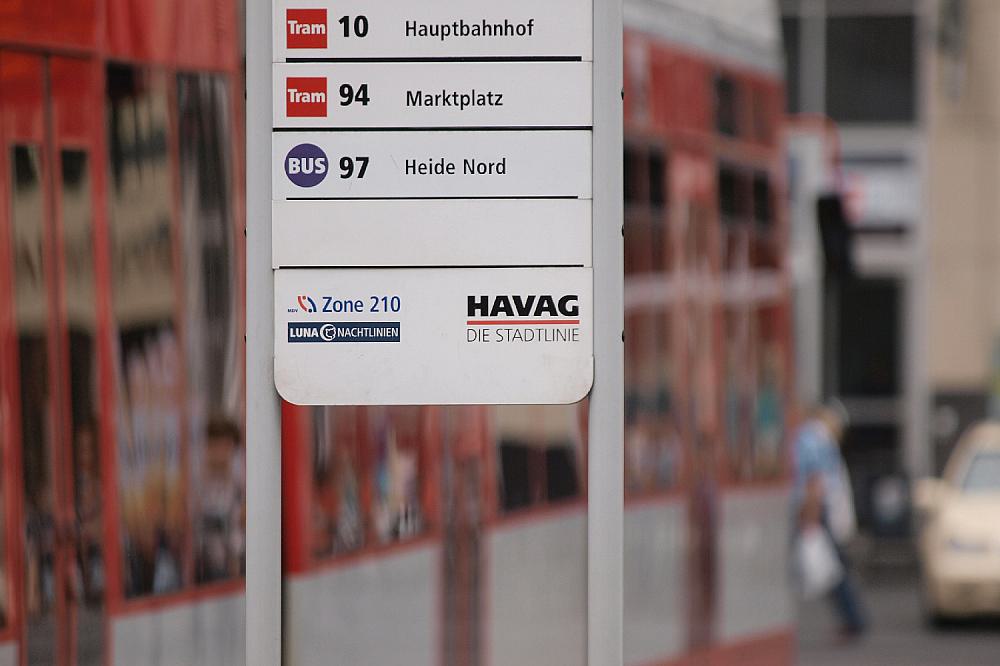 Tram 10 Hauptbahnhof
Tram 94 Marktplatz
BUS 97 Heide Nord
MDV Zone 210
LUNA NACHTLINIEN
HAVAG
DIE STADTLINIE